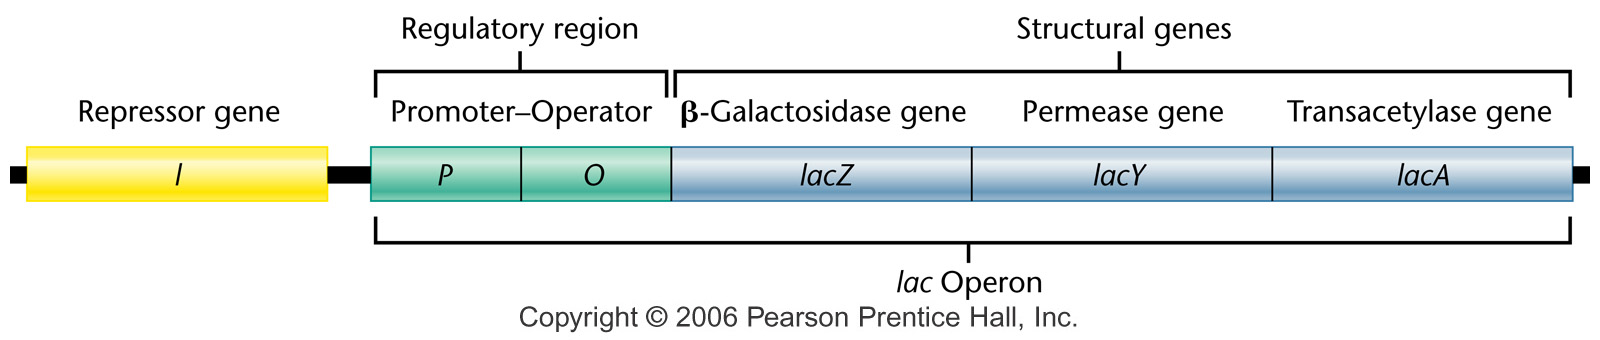 Regulatory region
Structural genes
Repressor gene
Promoter–Operator
β-Galactosidase gene
Permease gene
Transacetylase gene
I
P
O
lacZ
lacY
lacA
lac Operon
Copyright © 2006 Pearson Prentice Hall, Inc.